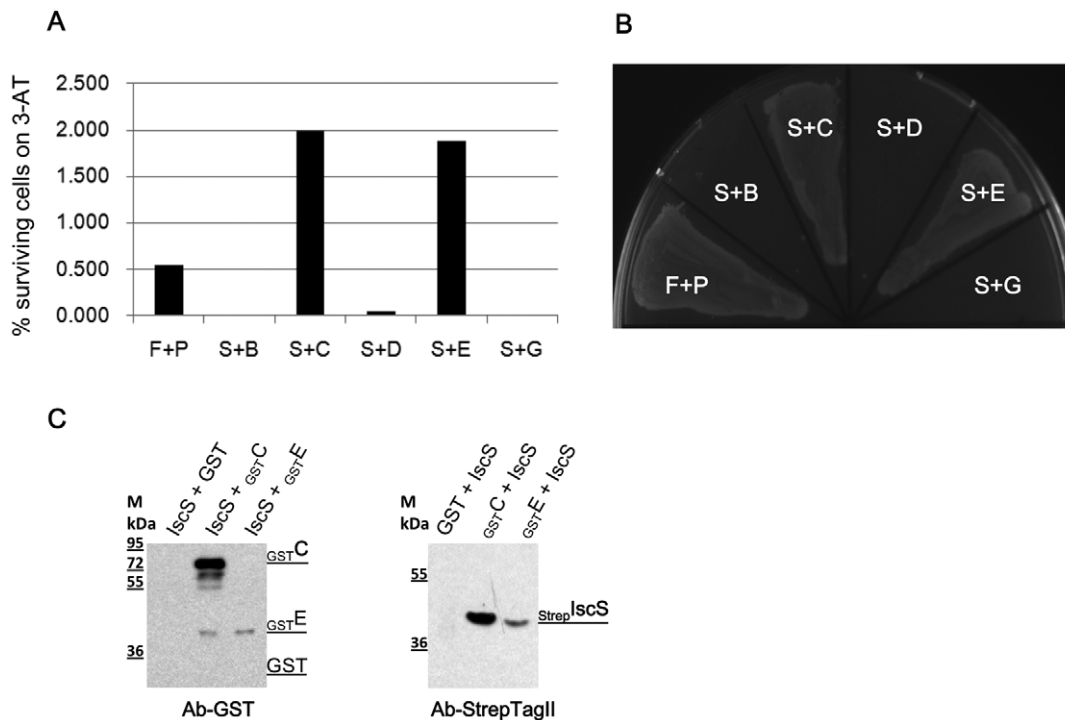 A
% surviving cells on 3-AT
2.500
2.000
1.500
1.000
0.500
0.000
F+P S+B S+C S+D S+E S+G
B
F+P
S+B
S+C
S+D
S+E
S+G
C
M
kDa
IscS + GST
IscS + GSTC
IscS + GSTE
95
72
55
36
GSTC
GSTE
GST
Ab-GST
M
kDa
GST + IscS
GSTC + IscS
GSTE + IscS
55
36
StrepIscS
Ab-StrepTagII